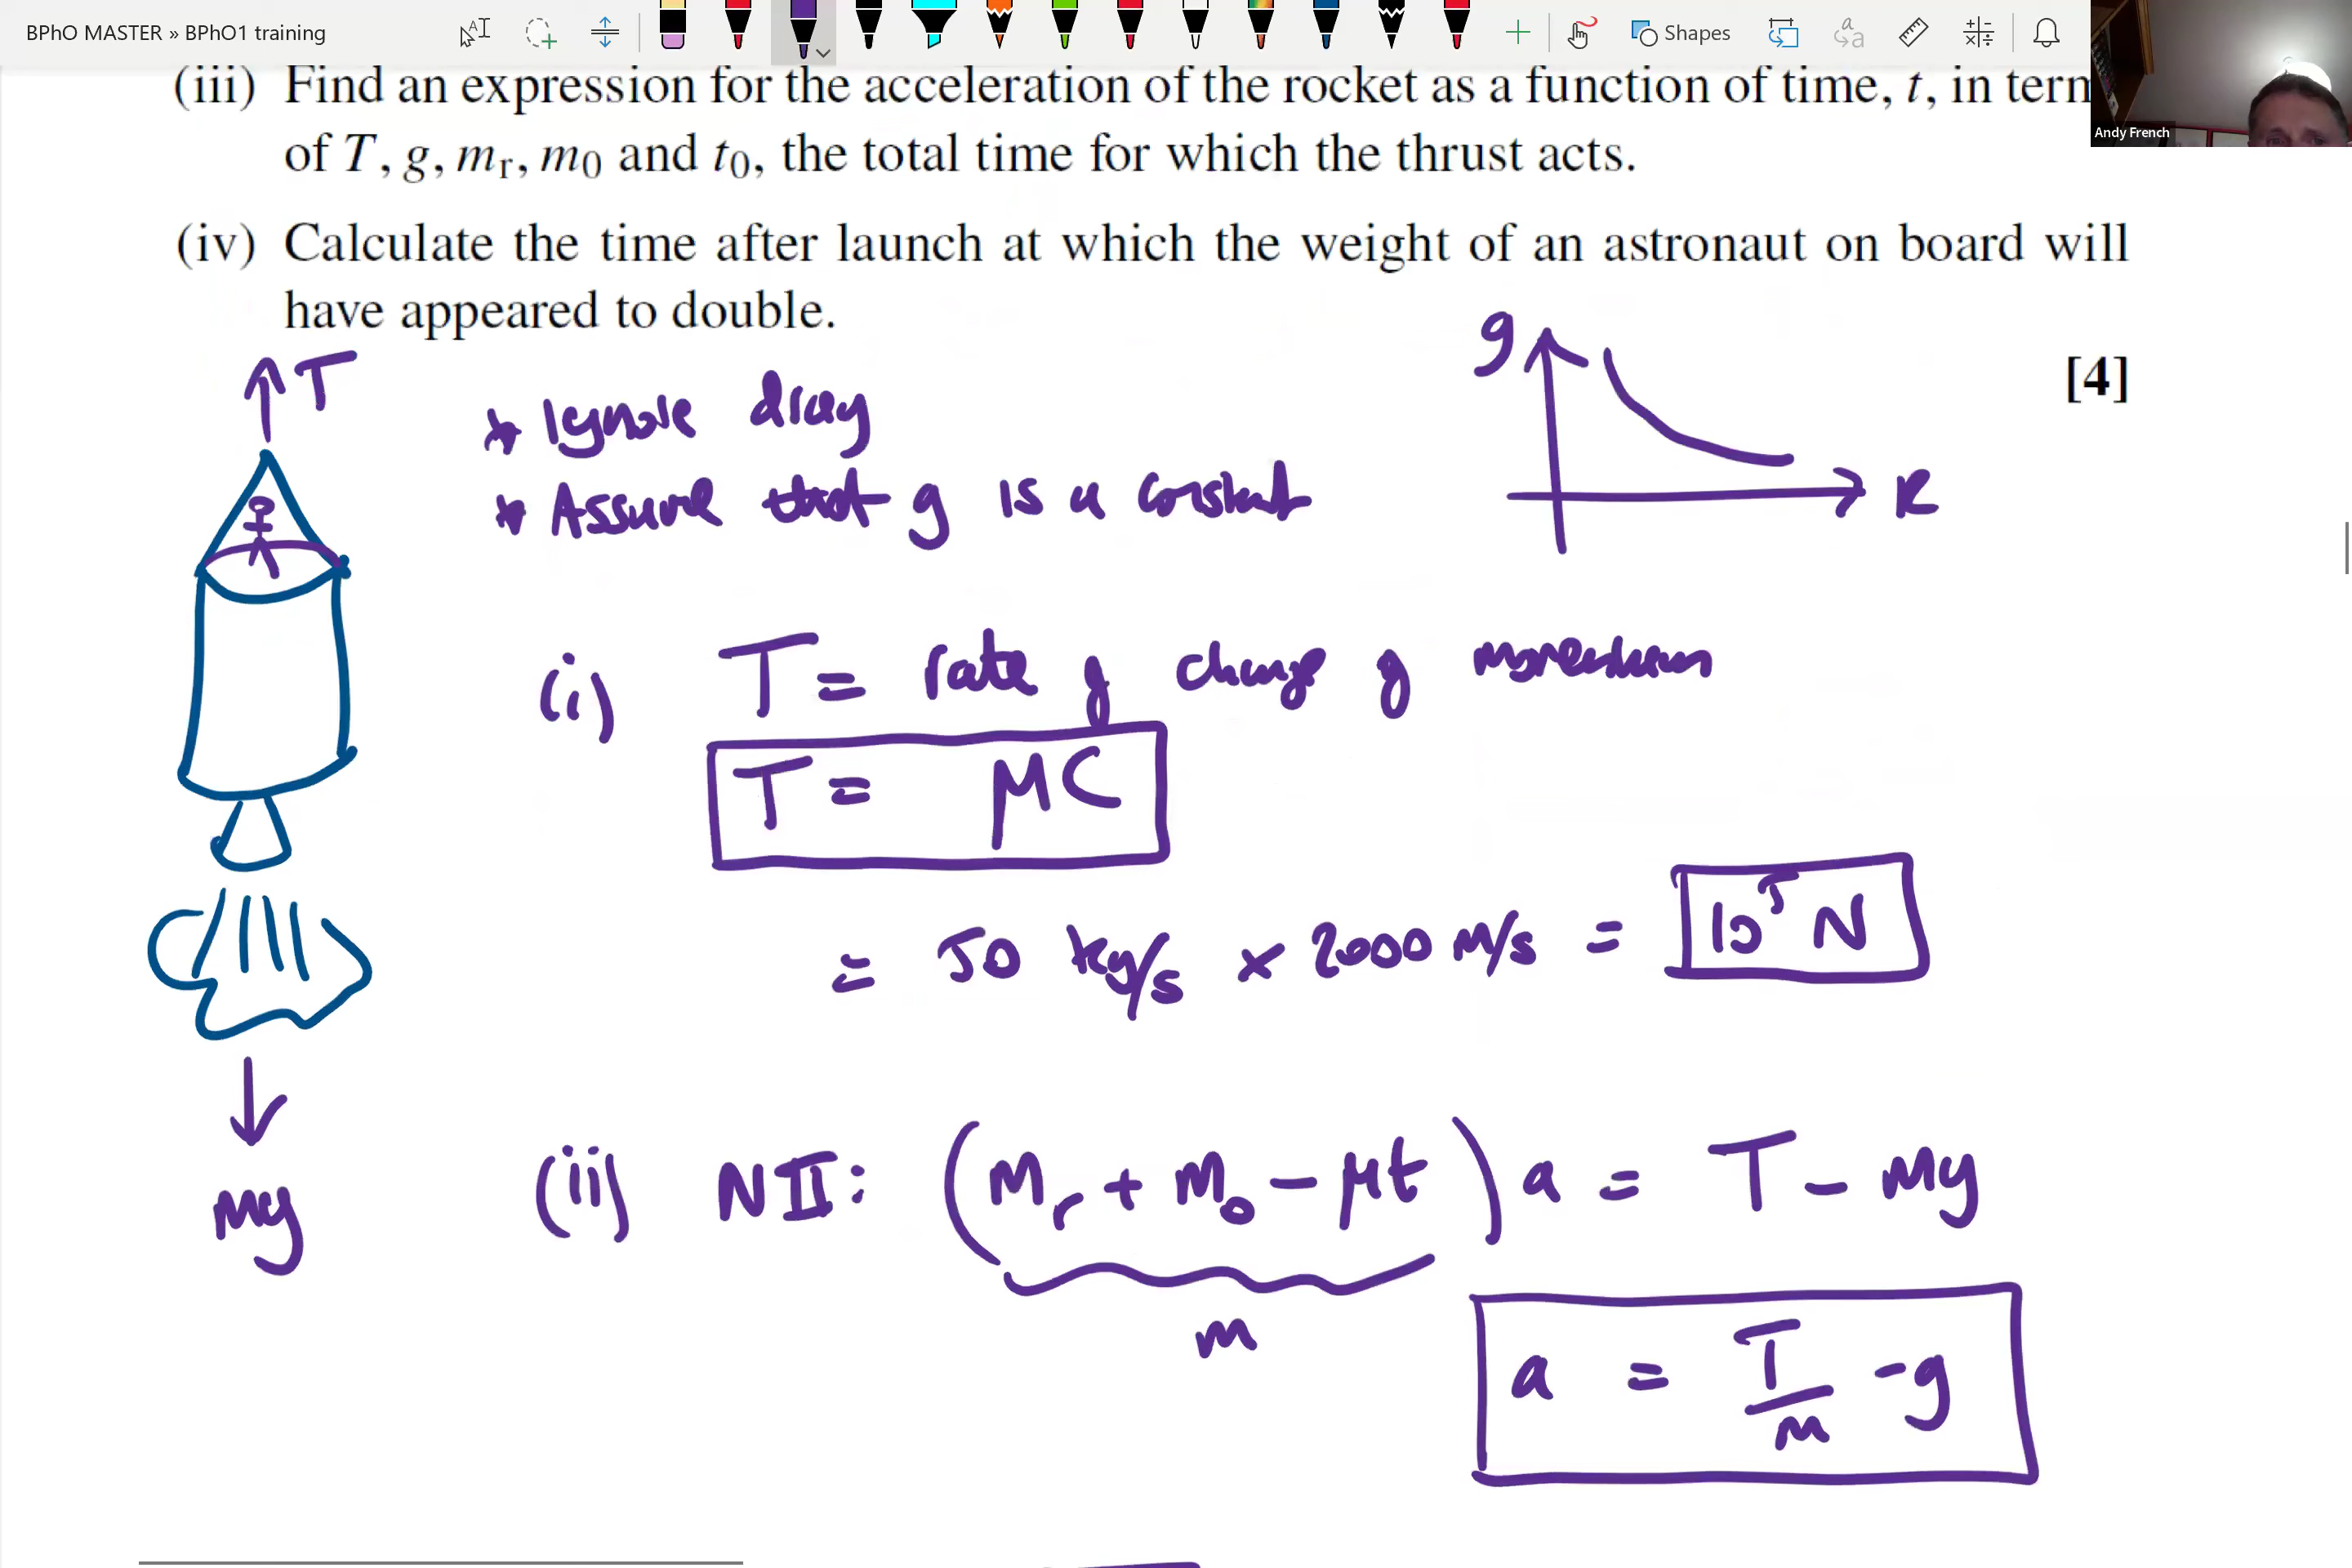 BPhO MASTER » BPhO1 training
Shapes
Andy French
(iii) Find an expression for the acceleration of the rocket as a function of time, t, in term
of T, g, mr, m0 and t0, the total time for which the thrust acts.
(iv) Calculate the time after launch at which the weight of an astronaut on board will
have appeared to double.
[4]
↑T
* Ignore drag
* Assume that g is a constant
g
R
(i) T = rate of change of momentum
T = μC
= 50 kg/s × 2000 m/s = 10⁵ N
(ii) NII: (mr + m0 - μt) a = T - mg
m
a = T/m - g
mg